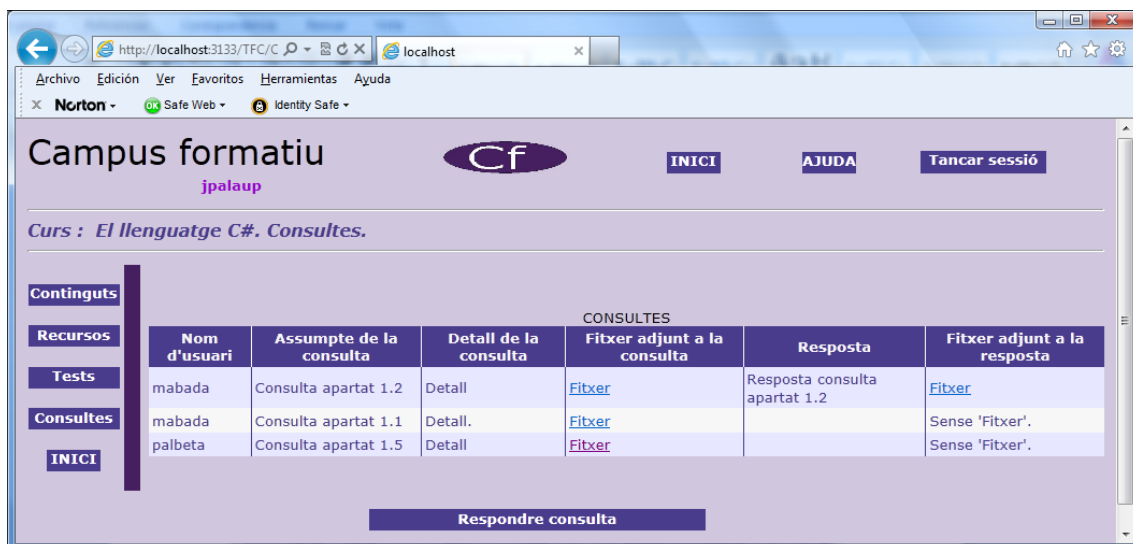 http://localhost:3133/TFC/C
localhost
Archivo Edición Ver Favoritos Herramientas Ayuda
Norton
OK Safe Web
Identity Safe
Campus formatiu
Cf
INICI
AJUDA
Tancar sessió
jpalaup
Curs : El llenguatge C#. Consultes.
Continguts
Recursos
Tests
Consultes
INICI
CONSULTES
Nom d'usuari Assumpte de la consulta Detall de la consulta Fitxer adjunt a la consulta Resposta Fitxer adjunt a la resposta
mabada Consulta apartat 1.2 Detall Fitxer Resposta consulta apartat 1.2 Fitxer
mabada Consulta apartat 1.1 Detall. Fitxer Sense 'Fitxer'.
palbeta Consulta apartat 1.5 Detall Fitxer Sense 'Fitxer'.
Respondre consulta